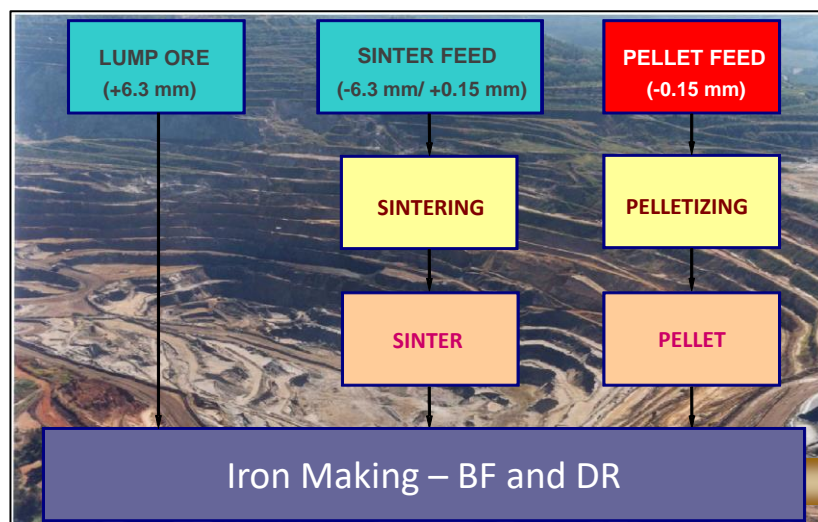 LUMP ORE
(+6.3 mm)
SINTER FEED
(-6.3 mm/ +0.15 mm)
PELLET FEED
(-0.15 mm)
SINTERING
PELLETIZING
SINTER
PELLET
Iron Making – BF and DR